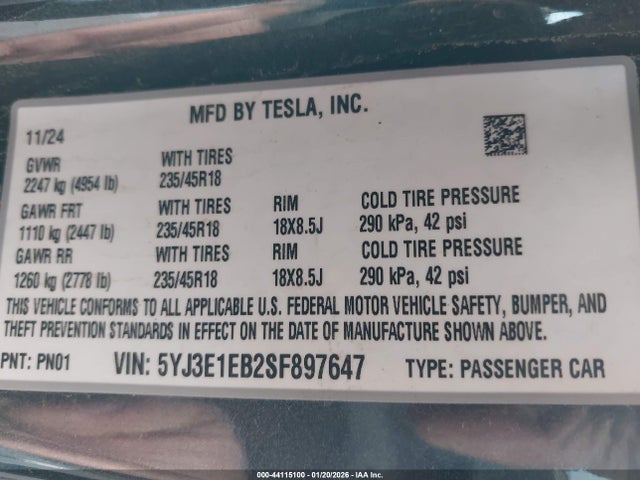 MFD BY TESLA, INC.
11/24
GVWR WITH TIRES
2247 kg (4954 lb) 235/45R18
GAWR FRT WITH TIRES RIM COLD TIRE PRESSURE
1110 kg (2447 lb) 235/45R18 18X8.5J 290 kPa, 42 psi
GAWR RR WITH TIRES RIM COLD TIRE PRESSURE
1260 kg (2778 lb) 235/45R18 18X8.5J 290 kPa, 42 psi
THIS VEHICLE CONFORMS TO ALL APPLICABLE U.S. FEDERAL MOTOR VEHICLE SAFETY, BUMPER, AND
THEFT PREVENTION STANDARDS IN EFFECT ON THE DATE OF MANUFACTURE SHOWN ABOVE.
PNT: PN01 VIN: 5YJ3E1EB2SF897647 TYPE: PASSENGER CAR
000-44115100 - 01/20/2026 - IAA Inc.